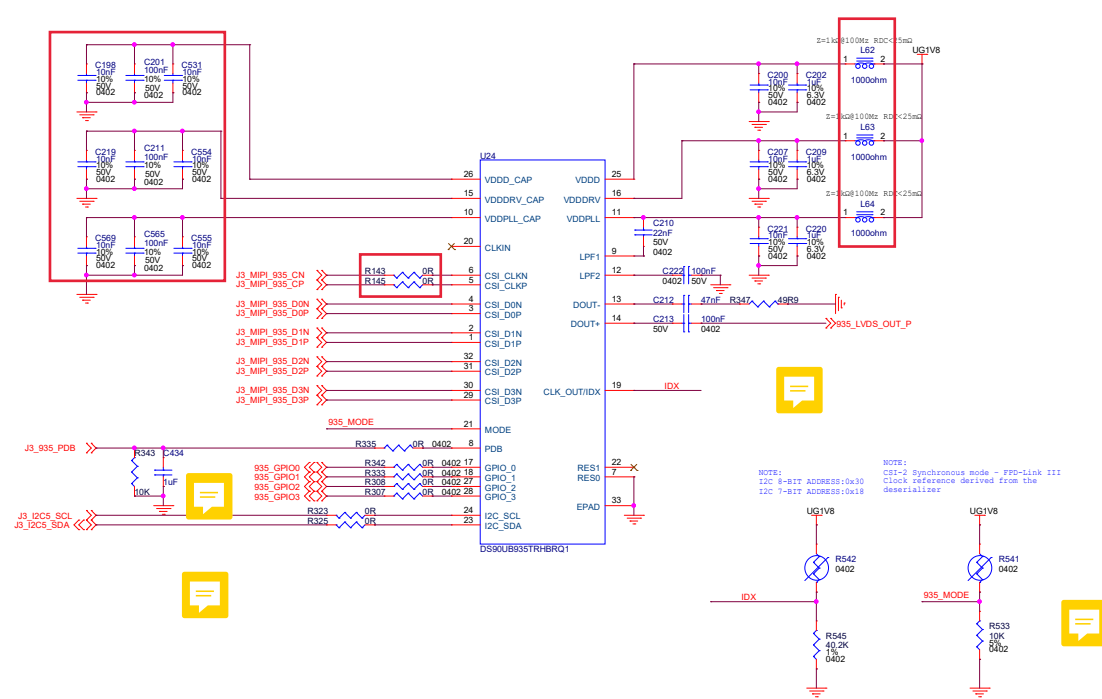 Z=1kΩ@100Mz RDC<25mΩ
L62
1 2
1000ohm
UG1V8
C198
10nF
10%
50V
0402
C201
100nF
10%
50V
0402
C531
10nF
10%
50V
0402
C200
10nF
10%
50V
0402
C202
1uF
10%
6.3V
0402
Z=1kΩ@100Mz RDC<25mΩ
L63
1 2
1000ohm
C219
10nF
10%
50V
0402
C211
100nF
10%
50V
0402
C554
10nF
10%
50V
0402
C207
10nF
10%
50V
0402
C209
1uF
10%
6.3V
0402
Z=1kΩ@100Mz RDC<25mΩ
L64
1 2
1000ohm
C569
10nF
10%
50V
0402
C565
100nF
10%
50V
0402
C555
10nF
10%
50V
0402
C221
10nF
10%
50V
0402
C220
1uF
10%
6.3V
0402
C210
22nF
50V
0402
U24
26 VDDD_CAP
15 VDDDRV_CAP
10 VDDPLL_CAP
20 CLKIN
J3_MIPI_935_CN R143 0R 6 CSI_CLKN
J3_MIPI_935_CP R145 0R 5 CSI_CLKP
J3_MIPI_935_D0N 4 CSI_D0N
J3_MIPI_935_D0P 3 CSI_D0P
J3_MIPI_935_D1N 2 CSI_D1N
J3_MIPI_935_D1P 1 CSI_D1P
J3_MIPI_935_D2N 32 CSI_D2N
J3_MIPI_935_D2P 31 CSI_D2P
J3_MIPI_935_D3N 30 CSI_D3N
J3_MIPI_935_D3P 29 CSI_D3P
935_MODE 21 MODE
J3_935_PDB R335 0R 0402 8 PDB
R343
10K
C434
1uF
935_GPIO0 R342 0R 0402 17 GPIO_0
935_GPIO1 R333 0R 0402 18 GPIO_1
935_GPIO2 R308 0R 0402 27 GPIO_2
935_GPIO3 R307 0R 0402 28 GPIO_3
J3_I2C5_SCL R323 0R 24 I2C_SCL
J3_I2C5_SDA R325 0R 23 I2C_SDA
VDDD 25
VDDDRV 16
VDDPLL 11
LPF1 9
LPF2 12 C222 100nF
0402 50V
DOUT- 13 C212 47nF R347 49R9
DOUT+ 14 C213 100nF 935_LVDS_OUT_P
50V 0402
CLK_OUT/IDX 19 IDX
RES1 22
RES0 7
EPAD 33
DS90UB935TRHBRQ1
NOTE:
I2C 8-BIT ADDRESS:0x30
I2C 7-BIT ADDRESS:0x18
NOTE:
CSI-2 Synchronous mode - FPD-Link III
Clock reference derived from the
deserializer
UG1V8
R542
0402
IDX
R545
40.2K
1%
0402
UG1V8
R541
0402
935_MODE
R533
10K
5%
0402